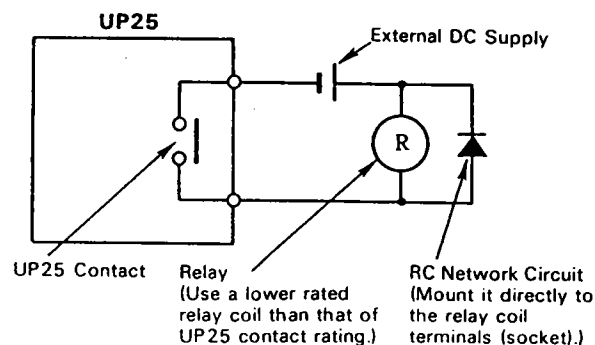 UP25
External DC Supply
R
UP25 Contact
Relay
(Use a lower rated
relay coil than that of
UP25 contact rating.)
RC Network Circuit
(Mount it directly to
the relay coil
terminals (socket).)